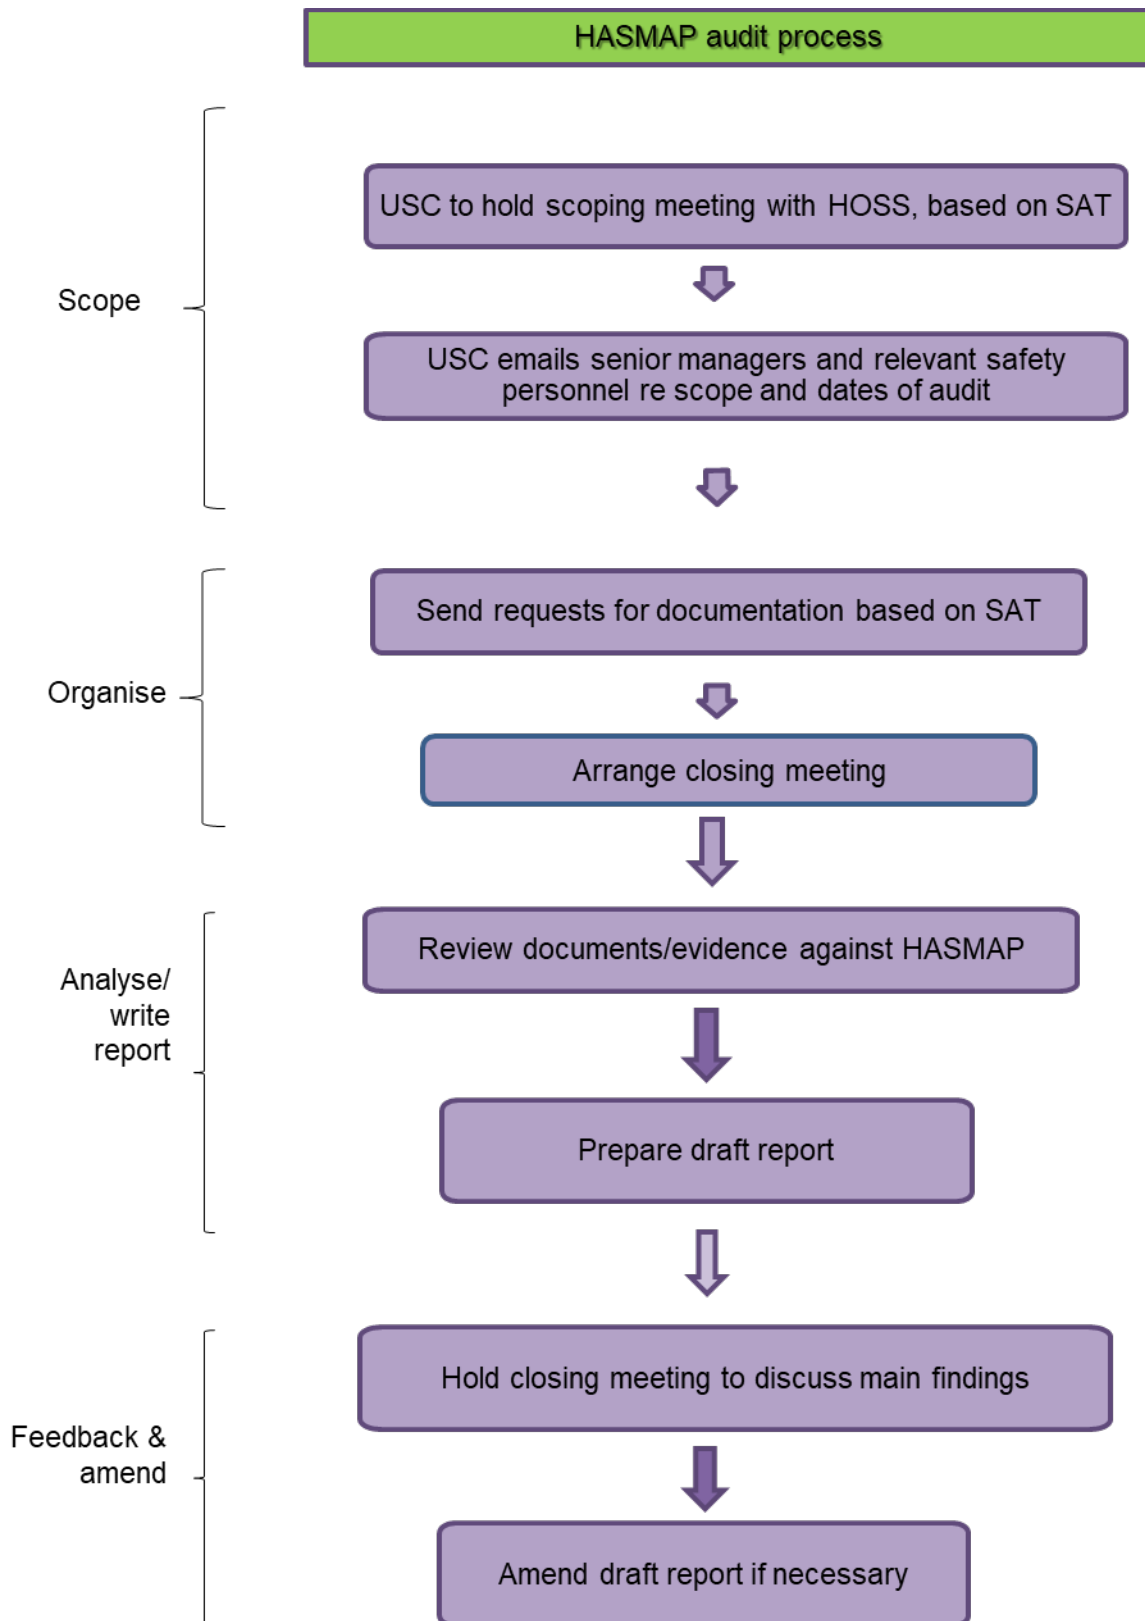 HASMAP audit process
USC to hold scoping meeting with HOSS, based on SAT
Scope
USC emails senior managers and relevant safety
personnel re scope and dates of audit
Send requests for documentation based on SAT
Organise
Arrange closing meeting
Review documents/evidence against HASMAP
Analyse/
write
report
Prepare draft report
Hold closing meeting to discuss main findings
Feedback &
amend
Amend draft report if necessary